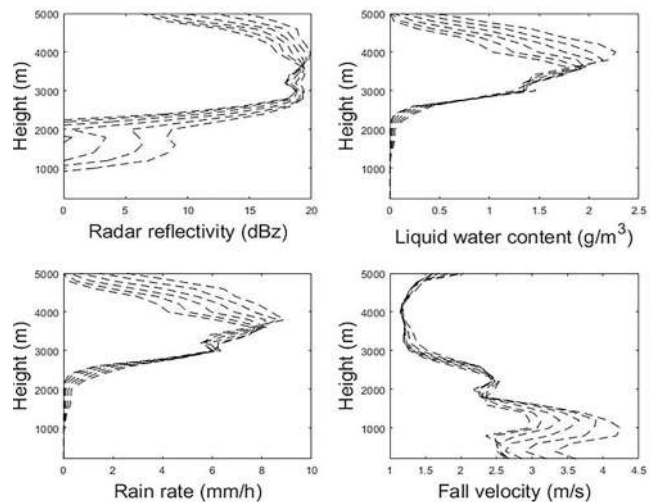 5000
4000
3000
2000
1000
0 5 10 15 20
Height (m)
Radar reflectivity (dBz)
5000
4000
3000
2000
1000
0 0.5 1 1.5 2 2.5
Height (m)
Liquid water content (g/m³)
5000
4000
3000
2000
1000
0 2 4 6 8 10
Height (m)
Rain rate (mm/h)
5000
4000
3000
2000
1000
1 1.5 2 2.5 3 3.5 4 4.5
Height (m)
Fall velocity (m/s)